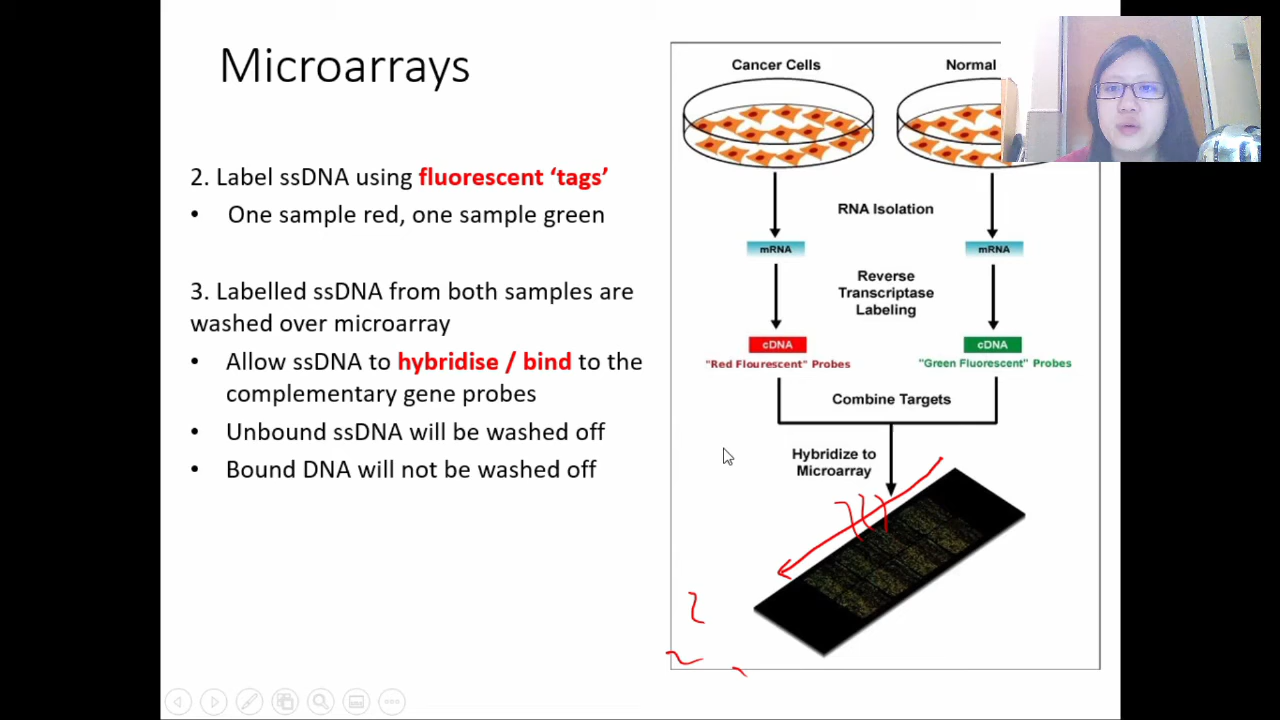 Microarrays
2. Label ssDNA using fluorescent ‘tags’
• One sample red, one sample green
3. Labelled ssDNA from both samples are
washed over microarray
• Allow ssDNA to hybridise / bind to the
complementary gene probes
• Unbound ssDNA will be washed off
• Bound DNA will not be washed off
Cancer Cells
Normal
RNA Isolation
mRNA
mRNA
Reverse
Transcriptase
Labeling
cDNA
cDNA
"Red Flourescent" Probes
"Green Fluorescent" Probes
Combine Targets
Hybridize to
Microarray